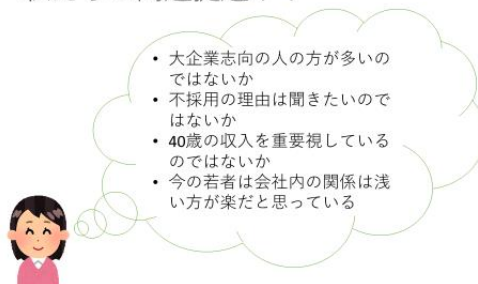 • 大企業志向の人の方が多いの
ではないか
• 不採用の理由は聞きたいので
はないか
• 40歳の収入を重要視している
のではないか
• 今の若者は会社内の関係は浅
い方が楽だと思っている